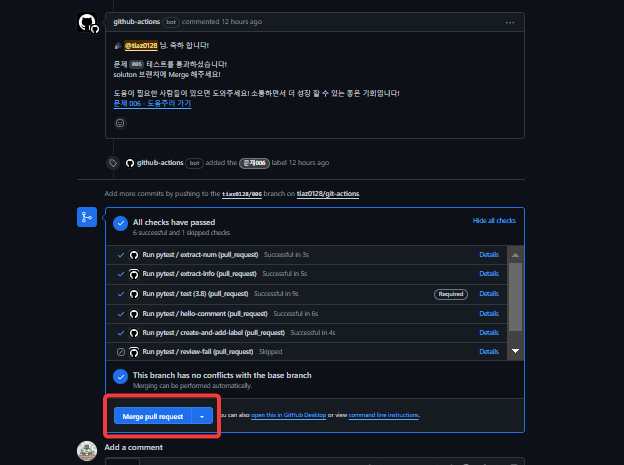 github-actions bot commented 12 hours ago ...
🎉 @tiaz0128 님. 축하 합니다!
문제 006 테스트를 통과하셨습니다!
soluton 브랜치에 Merge 해주세요!
도움이 필요한 사람들이 있으면 도와주세요! 소통하면서 더 성장 할 수 있는 좋은 기회입니다!
문제 006 - 도움주러 가기
github-actions bot added the 문제006 label 12 hours ago
Add more commits by pushing to the tiaz0128/006 branch on tiaz0128/git-actions.
All checks have passed
Hide all checks
6 successful and 1 skipped checks
Run pytest / extract-num (pull_request) Successful in 3s Details
Run pytest / extract-info (pull_request) Successful in 5s Details
Run pytest / test (3.8) (pull_request) Successful in 9s Required Details
Run pytest / hello-comment (pull_request) Successful in 6s Details
Run pytest / create-and-add-label (pull_request) Successful in 4s Details
Run pytest / review-fail (pull_request) Skipped Details
This branch has no conflicts with the base branch
Merging can be performed automatically.
Merge pull request ou can also open this in GitHub Desktop or view command line instructions.
Add a comment